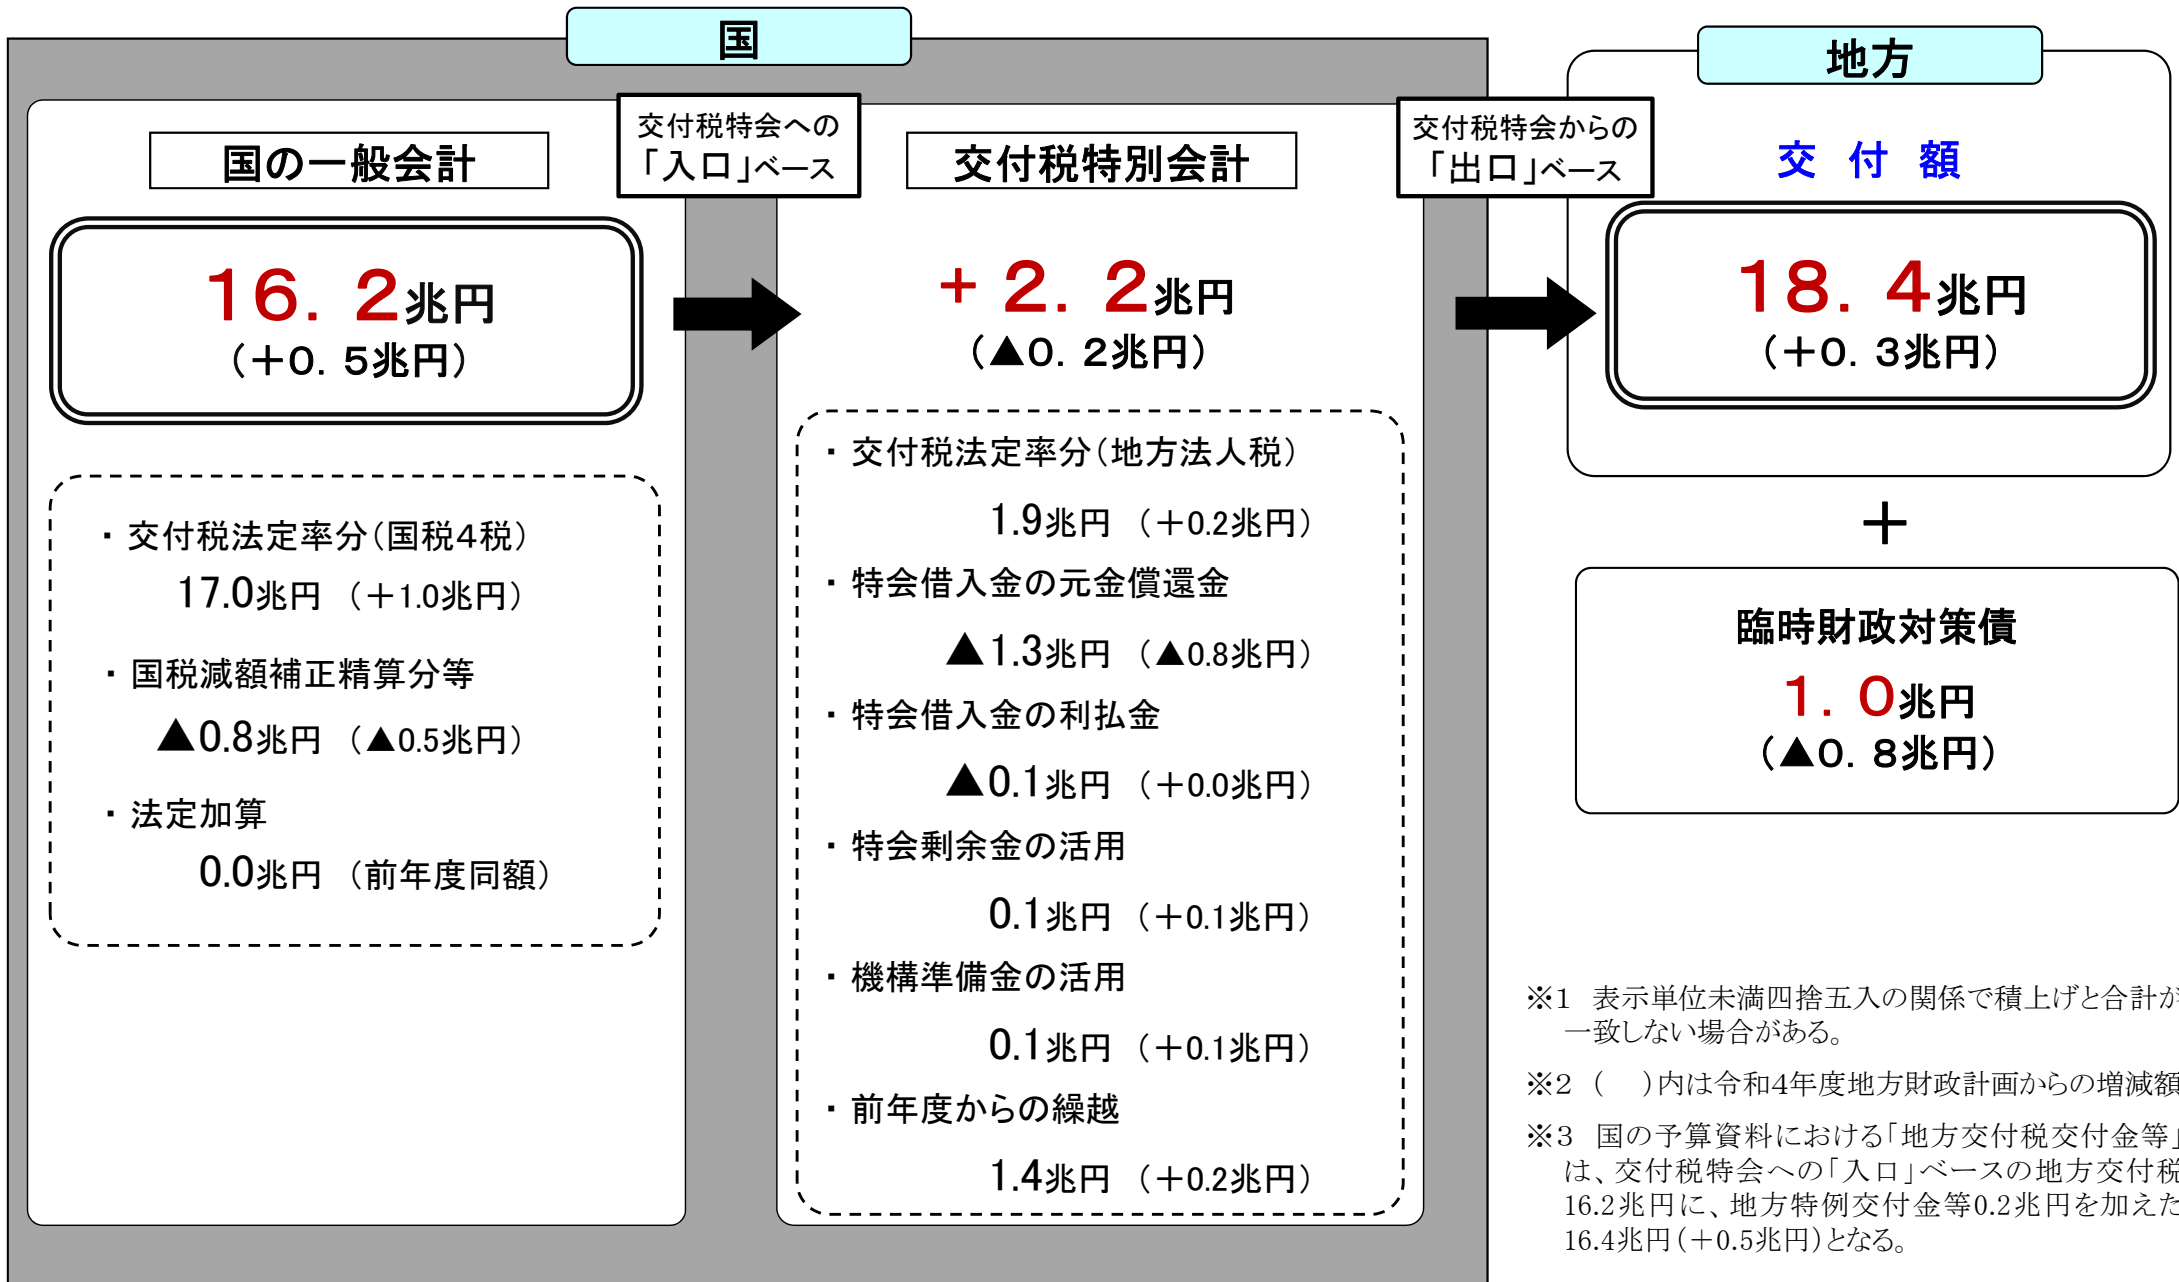 国
国の一般会計
16．2兆円
（＋0．5兆円）
・交付税法定率分（国税4税）
17.0兆円（＋1.0兆円）
・国税減額補正精算分等
▲0.8兆円（▲0.5兆円）
・法定加算
0.0兆円（前年度同額）
交付税特会への
「入口」ベース
交付税特別会計
+2．2兆円
（▲0．2兆円）
・交付税法定率分（地方法人税）
1.9兆円（＋0.2兆円）
・特会借入金の元金償還金
▲1.3兆円（▲0.8兆円）
・特会借入金の利払金
▲0.1兆円（＋0.0兆円）
・特会剰余金の活用
0.1兆円（＋0.1兆円）
・機構準備金の活用
0.1兆円（＋0.1兆円）
・前年度からの繰越
1.4兆円（＋0.2兆円）
交付税特会からの
「出口」ベース
地方
交付額
18．4兆円
（＋0．3兆円）
＋
臨時財政対策債
1．0兆円
（▲0．8兆円）
※1　表示単位未満四捨五入の関係で積上げと合計が
一致しない場合がある。
※2（　）内は令和4年度地方財政計画からの増減額
※3　国の予算資料における「地方交付税交付金等」
は、交付税特会への「入口」ベースの地方交付税
16.2兆円に、地方特例交付金等0.2兆円を加えた
16.4兆円（＋0.5兆円）となる。